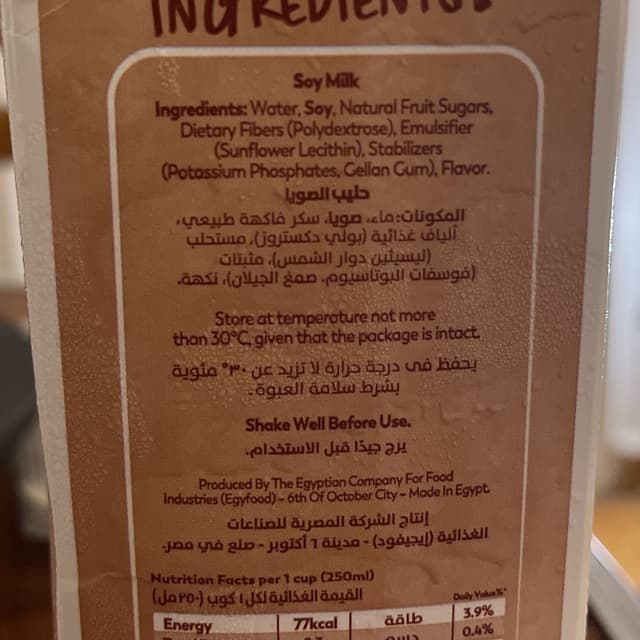 INGREDIENTS:
Soy Milk
Ingredients: Water, Soy, Natural Fruit Sugars,
Dietary Fibers (Polydextrose), Emulsifier
(Sunflower Lecithin), Stabilizers
(Potassium Phosphates, Gellan Gum), Flavor.
حليب الصويا
المكونات: ماء، صويا، سكر فاكهة طبيعي،
ألياف غذائية (بولي دكستروز)، مستحلب
(ليسيثين دوار الشمس)، مثبتات
(فوسفات البوتاسيوم، صمغ الجيلان)، نكهة.
Store at temperature not more
than 30°C, given that the package is intact.
يحفظ فى درجة حرارة لا تزيد عن ٣٠° مئوية
بشرط سلامة العبوة.
Shake Well Before Use.
يرج جيدًا قبل الاستخدام.
Produced By The Egyptian Company For Food
Industries (Egyfood) - 6th Of October City - Made In Egypt.
إنتاج الشركة المصرية للصناعات
الغذائية (إيجيفود) - مدينة ٦ أكتوبر - صنع في مصر.
Nutrition Facts per 1 cup (250ml)
القيمة الغذائية لكل ١ كوب (٢٥٠ مل)
Daily Value%*
Energy 77kcal طاقة 3.9%
0.4%